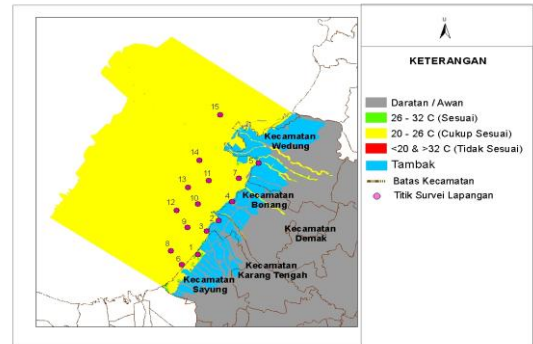 U
KETERANGAN
Daratan / Awan
26 - 32 C (Sesuai)
20 - 26 C (Cukup Sesuai)
<20 & >32 C (Tidak Sesuai)
Tambak
Batas Kecamatan
Titik Survei Lapangan
15
Kecamatan
Wedung
14
5
11
7
13
Kecamatan
Bonang
4
10
12
2
9
3
Kecamatan
Demak
8
1
6
Kecamatan
Karang Tengah
Kecamatan
Sayung